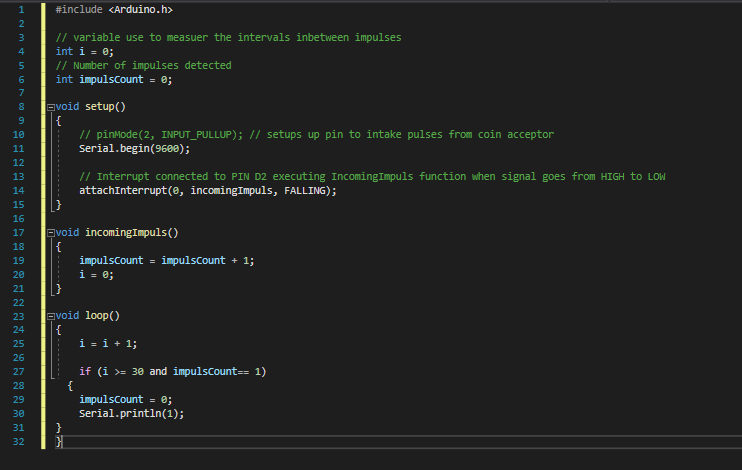 1 #include <Arduino.h>
2
3 // variable use to measuer the intervals inbetween impulses
4 int i = 0;
5 // Number of impulses detected
6 int impulsCount = 0;
7
8 void setup()
9 {
10 // pinMode(2, INPUT_PULLUP); // setups up pin to intake pulses from coin acceptor
11 Serial.begin(9600);
12
13 // Interrupt connected to PIN D2 executing IncomingImpuls function when signal goes from HIGH to LOW
14 attachInterrupt(0, incomingImpuls, FALLING);
15 }
16
17 void incomingImpuls()
18 {
19 impulsCount = impulsCount + 1;
20 i = 0;
21 }
22
23 void loop()
24 {
25 i = i + 1;
26
27 if (i >= 30 and impulsCount== 1)
28 {
29 impulsCount = 0;
30 Serial.println(1);
31 }
32 }